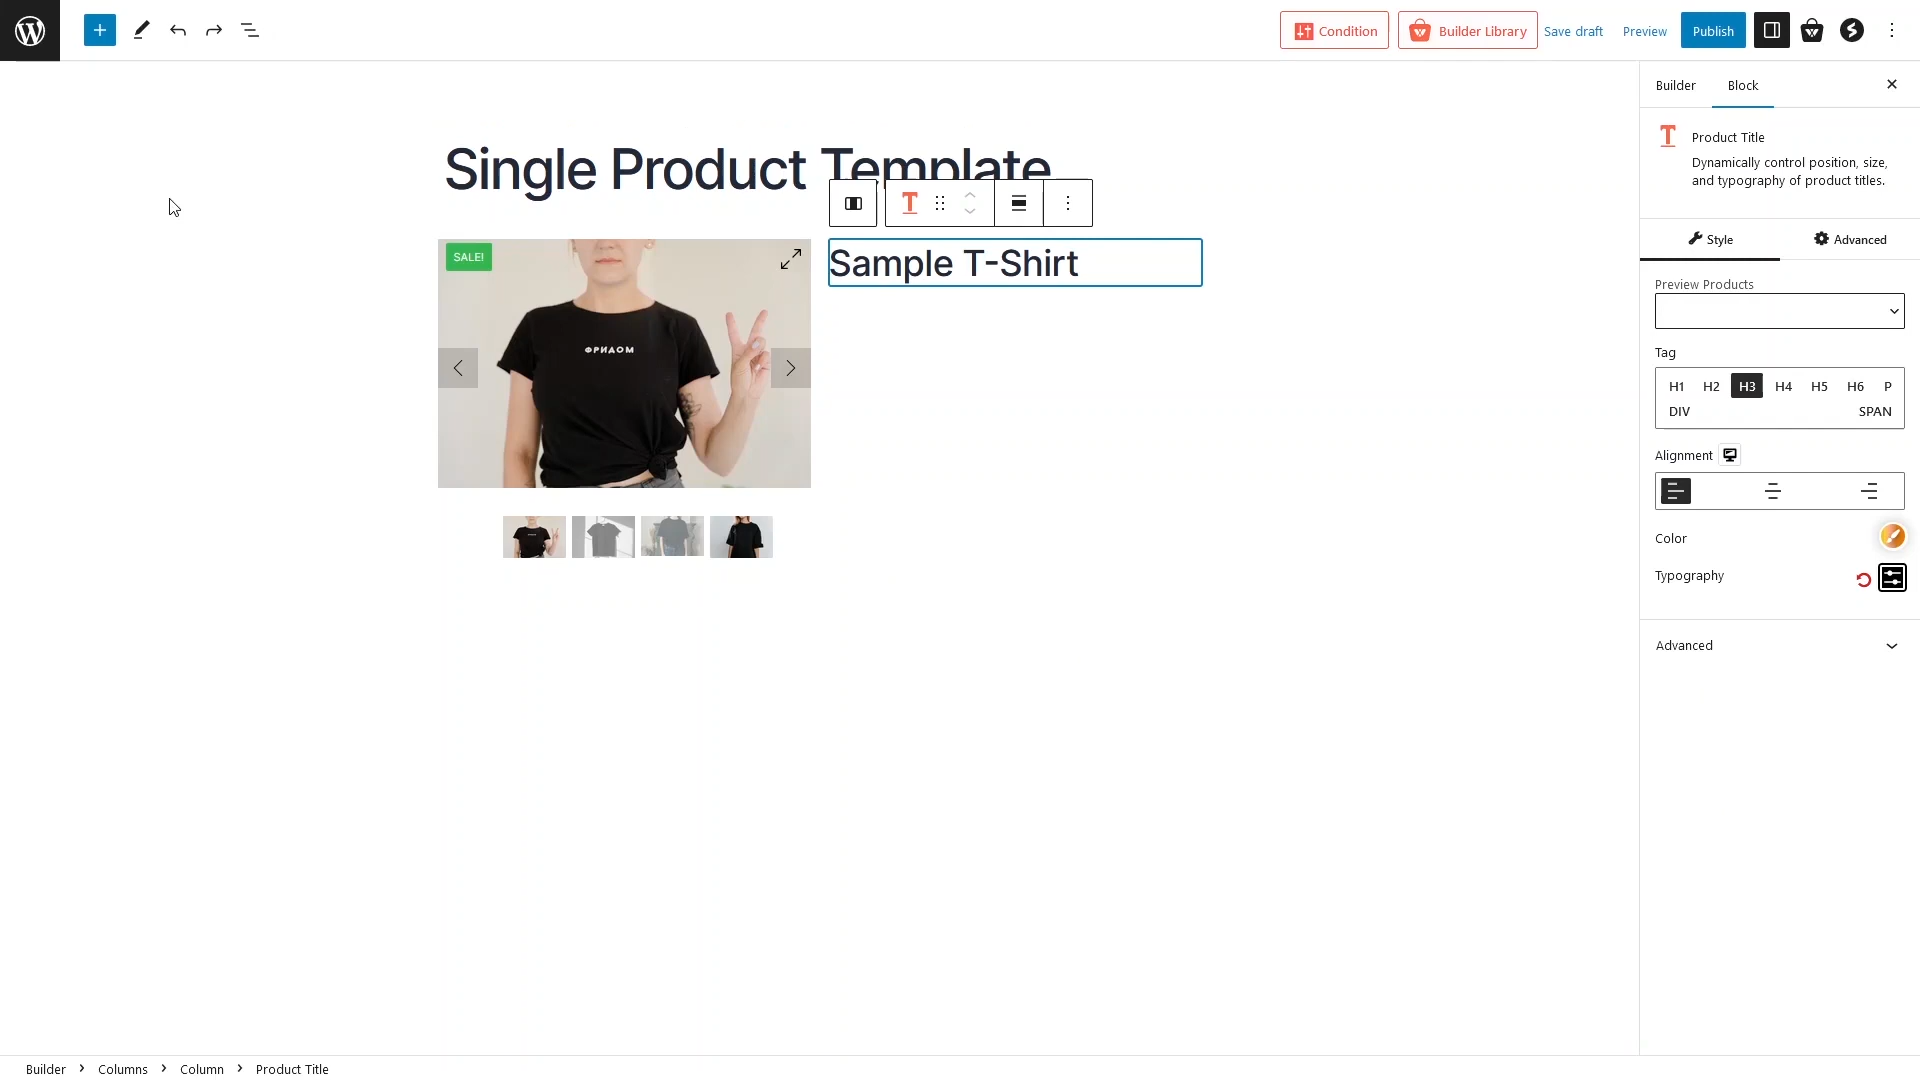 Condition
Builder Library
Save draft
Preview
Publish
Builder
Block
Product Title
Dynamically control position, size,
and typography of product titles.
Style
Advanced
Single Product Template
SALE!
ФРИДОМ
Sample T-Shirt
Preview Products
Tag
H1 H2 H3 H4 H5 H6 P
DIV SPAN
Alignment
Color
Typography
Advanced
Builder
Columns
Column
Product Title